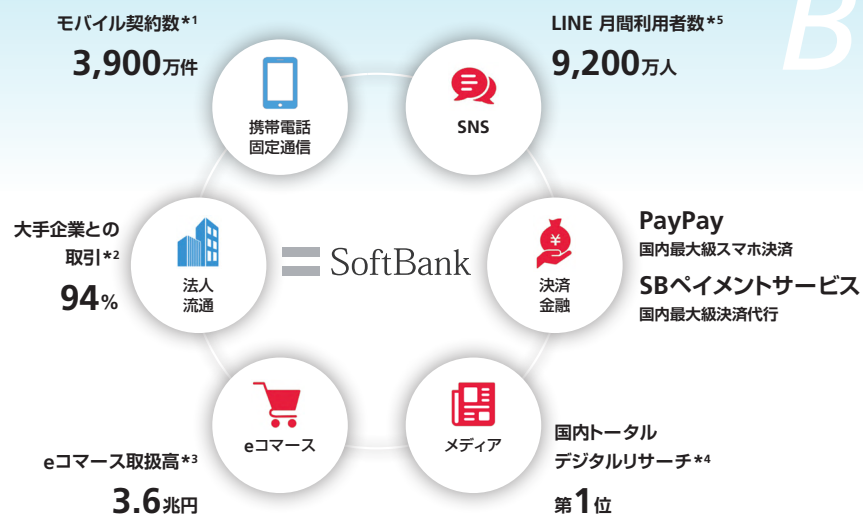 モバイル契約数*1
3,900万件
携帯電話
固定通信
LINE 月間利用者数*5
9,200万人
B
SNS
大手企業との
取引*2
94%
法人
流通
SoftBank
決済
金融
PayPay
国内最大級スマホ決済
SBペイメントサービス
国内最大級決済代行
eコマース
eコマース取扱高*3
3.6兆円
メディア
国内トータル
デジタルリサーチ*4
第1位